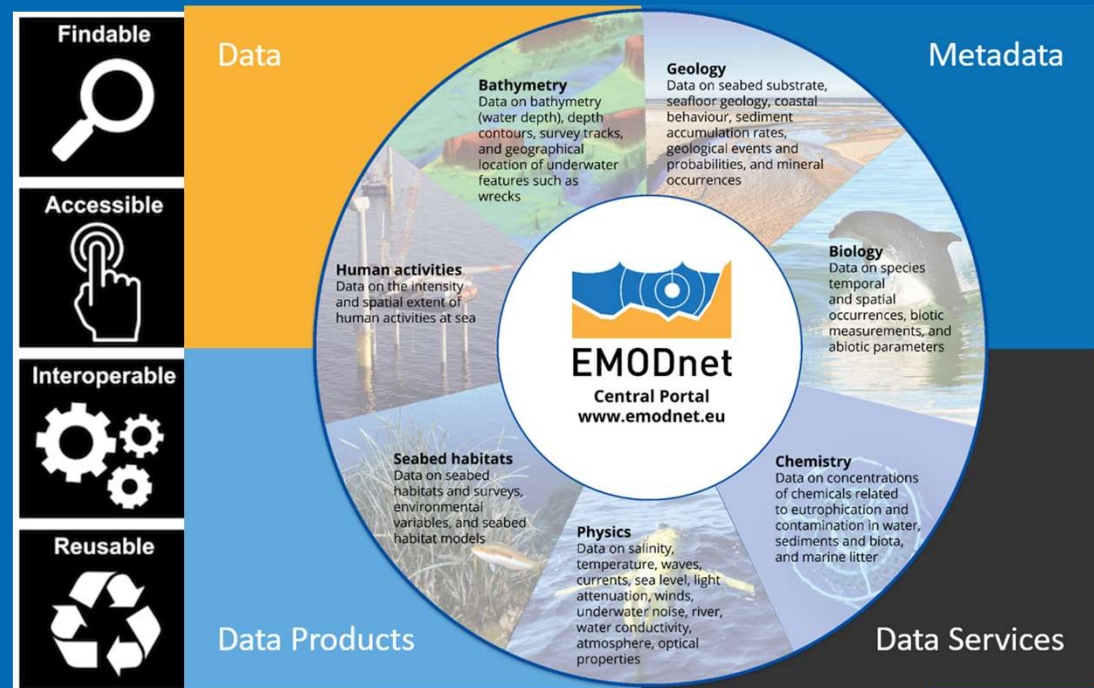 Findable
Accessible
Interoperable
Reusable
Data
Metadata
Bathymetry
Data on bathymetry
(water depth), depth
contours, survey tracks,
and geographical
location of underwater
features such as
wrecks
Geology
Data on seabed substrate,
seafloor geology, coastal
behaviour, sediment
accumulation rates,
geological events and
probabilities, and mineral
occurrences
Human activities
Data on the intensity
and spatial extent of
human activities at sea
Biology
Data on species
temporal
and spatial
occurrences, biotic
measurements, and
abiotic parameters
EMODnet
Central Portal
www.emodnet.eu
Seabed habitats
Data on seabed
habitats and surveys,
environmental
variables, and seabed
habitat models
Physics
Data on salinity,
temperature, waves,
currents, sea level, light
attenuation, winds,
underwater noise, river,
water conductivity,
atmosphere, optical
properties
Chemistry
Data on concentrations
of chemicals related
to eutrophication and
contamination in water,
sediments and biota,
and marine litter
Data Products
Data Services